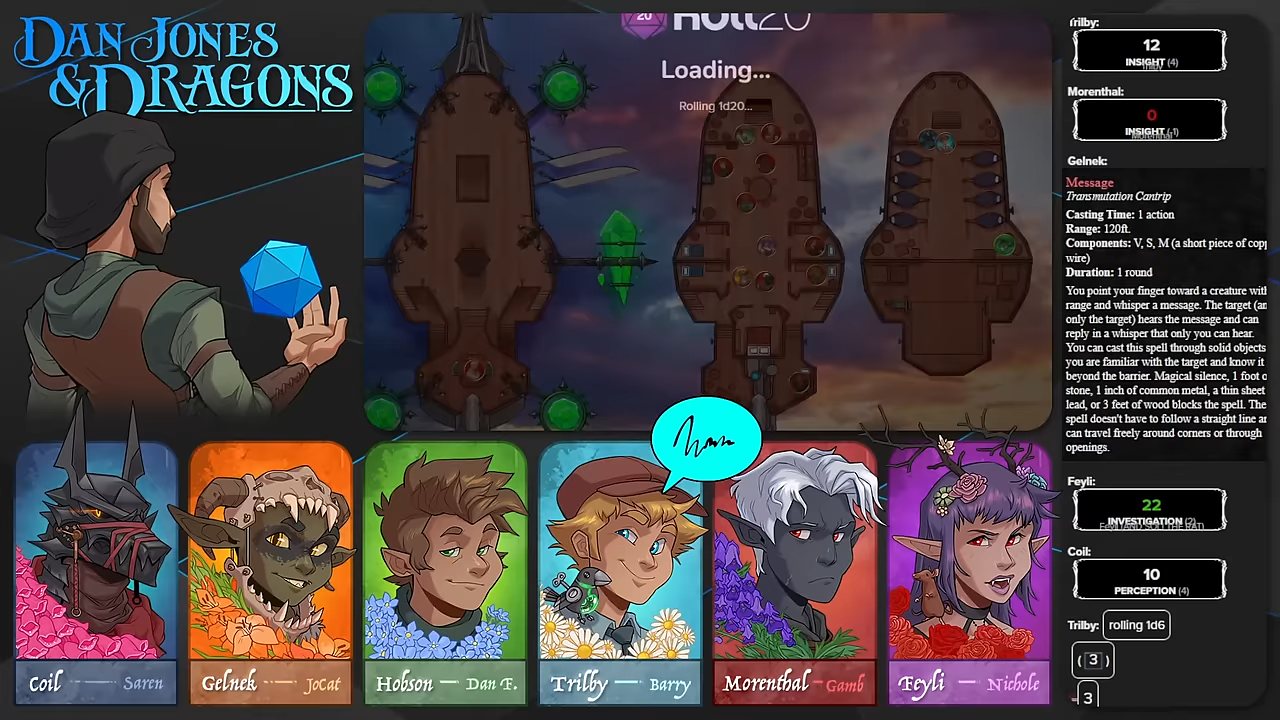 DAN JONES
& DRAGONS
20
Roll20
Loading...
Rolling 1d20...
Trilby:
12
INSIGHT (4)
Trilby
Morenthal:
0
INSIGHT (-1)
Morenthal
Gelnek:
Message
Transmutation Cantrip
Casting Time: 1 action
Range: 120ft.
Components: V, S, M (a short piece of copp
wire)
Duration: 1 round
You point your finger toward a creature with
range and whisper a message. The target (an
only the target) hears the message and can
reply in a whisper that only you can hear.
You can cast this spell through solid objects
you are familiar with the target and know it
beyond the barrier. Magical silence, 1 foot o
stone, 1 inch of common metal, a thin sheet
lead, or 3 feet of wood blocks the spell. The
spell doesn't have to follow a straight line an
can travel freely around corners or through
openings.
Feyli:
22
INVESTIGATION (2)
Coil:
10
PERCEPTION (4)
Trilby: rolling 1d6
(3)
3
Coil — Saren
Gelnek — JoCat
Hobson — Dan F.
Trilby — Barry
Morenthal — Gamb
Feyli — Nichole